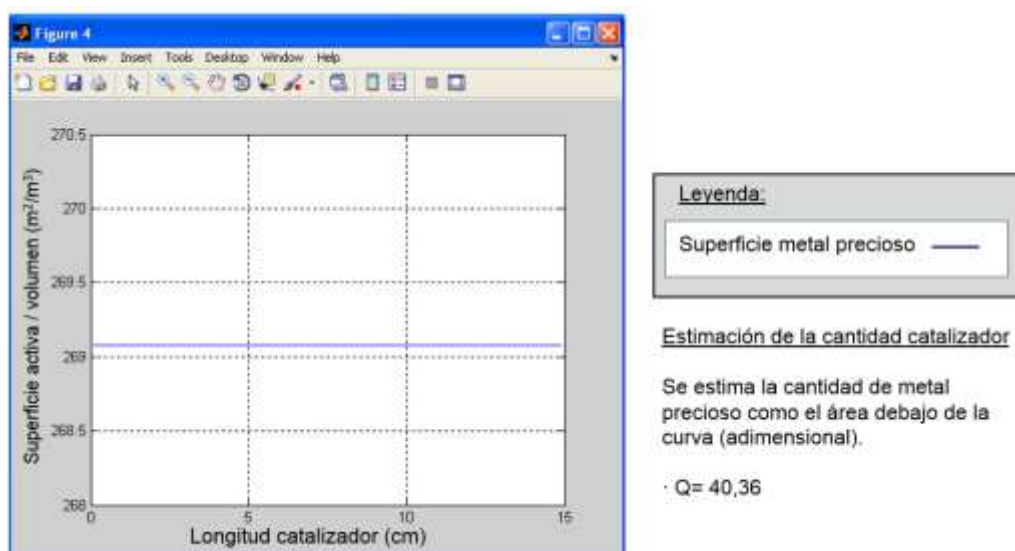 Figure 4
File Edit View Insert Tools Desktop Window Help
270.5
270
269.5
269
268.5
268
0
5
10
15
Superficie activa / volumen (m²/m³)
Longitud catalizador (cm)
Leyenda:
Superficie metal precioso
Estimación de la cantidad catalizador
Se estima la cantidad de metal
precioso como el área debajo de la
curva (adimensional).
· Q= 40,36